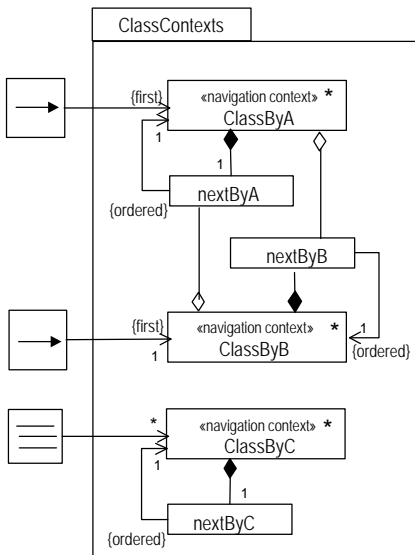 ClassContexts
{first}
«navigation context» *
ClassByA
1
1
nextByA
{ordered}
nextByB
{first}
«navigation context» *
1
ClassByB
1
{ordered}
*
«navigation context» *
ClassByC
1
1
nextByC
{ordered}